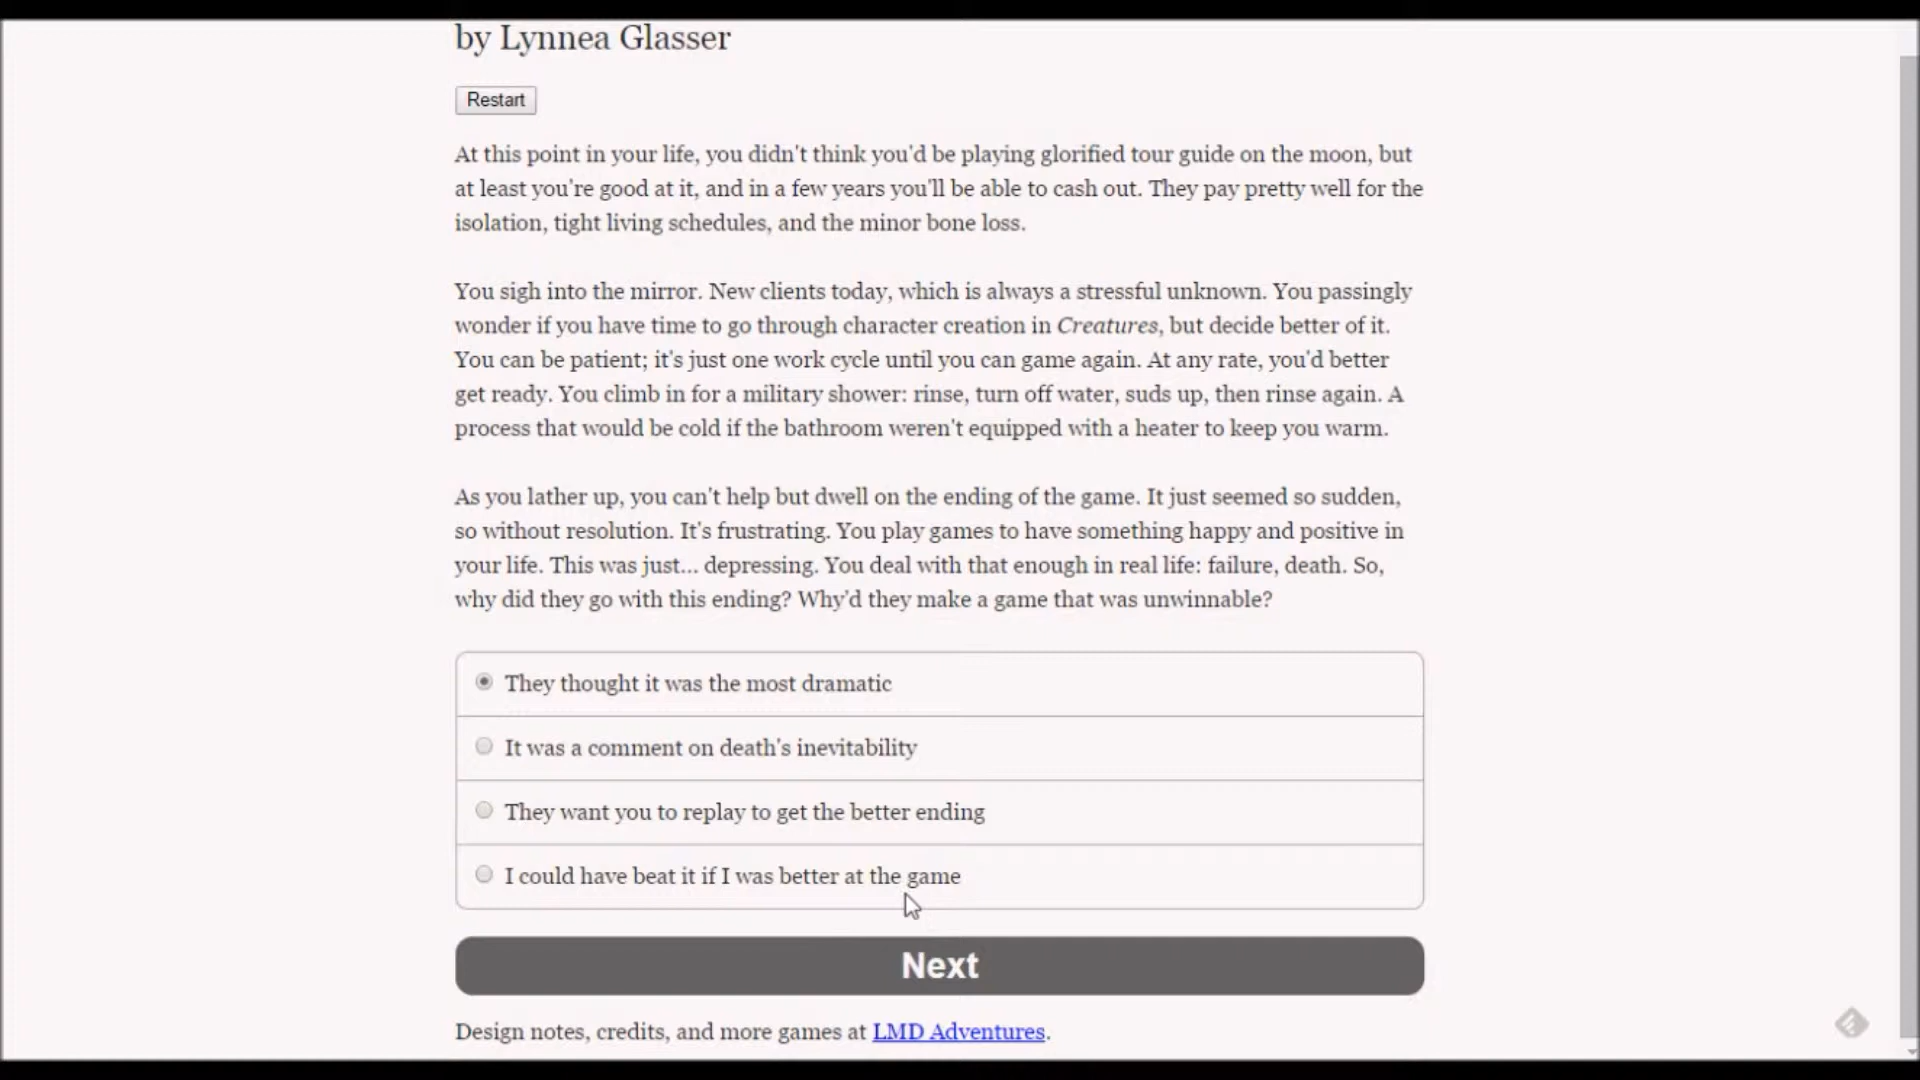 by Lynnea Glasser
Restart
At this point in your life, you didn't think you'd be playing glorified tour guide on the moon, but
at least you're good at it, and in a few years you'll be able to cash out. They pay pretty well for the
isolation, tight living schedules, and the minor bone loss.
You sigh into the mirror. New clients today, which is always a stressful unknown. You passingly
wonder if you have time to go through character creation in Creatures, but decide better of it.
You can be patient; it's just one work cycle until you can game again. At any rate, you'd better
get ready. You climb in for a military shower: rinse, turn off water, suds up, then rinse again. A
process that would be cold if the bathroom weren't equipped with a heater to keep you warm.
As you lather up, you can't help but dwell on the ending of the game. It just seemed so sudden,
so without resolution. It's frustrating. You play games to have something happy and positive in
your life. This was just... depressing. You deal with that enough in real life: failure, death. So,
why did they go with this ending? Why'd they make a game that was unwinnable?
They thought it was the most dramatic
It was a comment on death's inevitability
They want you to replay to get the better ending
I could have beat it if I was better at the game
Next
Design notes, credits, and more games at LMD Adventures.